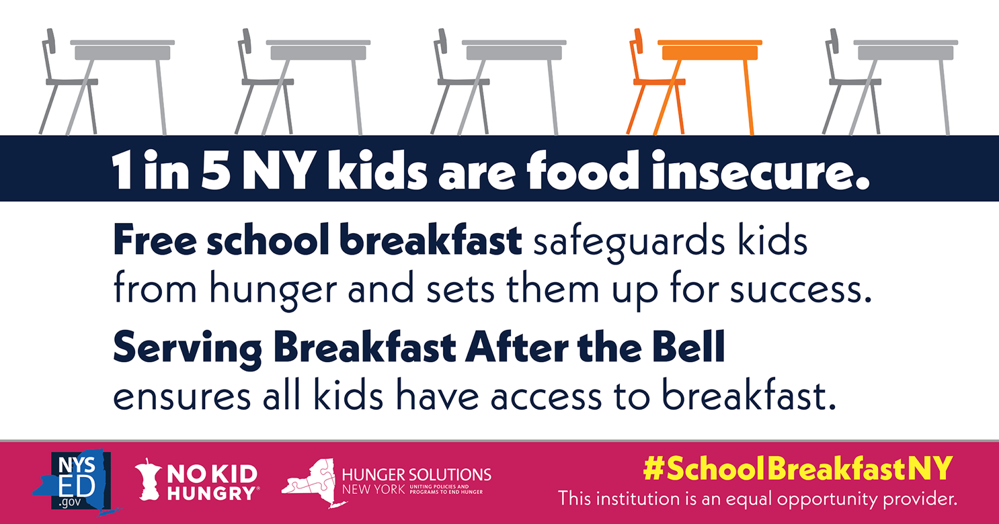 1 in 5 NY kids are food insecure.
Free school breakfast safeguards kids
from hunger and sets them up for success.
Serving Breakfast After the Bell
ensures all kids have access to breakfast.
NYS
ED
.gov
NO KID
HUNGRY®
HUNGER SOLUTIONS
NEW YORK
UNITING POLICIES AND
PROGRAMS TO END HUNGER
#SchoolBreakfastNY
This institution is an equal opportunity provider.